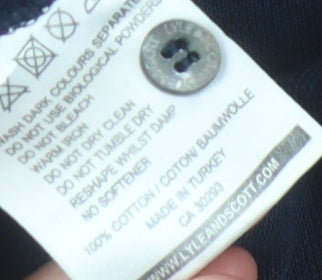 WASH DARK COLOURS SEPARATELY
DO NOT USE BIOLOGICAL POWDERS
DO NOT BLEACH
WARM IRON
DO NOT DRY CLEAN
DO NOT TUMBLE DRY
RESHAPE WHILST DAMP
NO SOFTENER
100% COTTON / COTON / BAUMWOLLE
MADE IN TURKEY
CA 30293
WWW.LYLEANDSCOTT.COM
LYLE
SCOTT